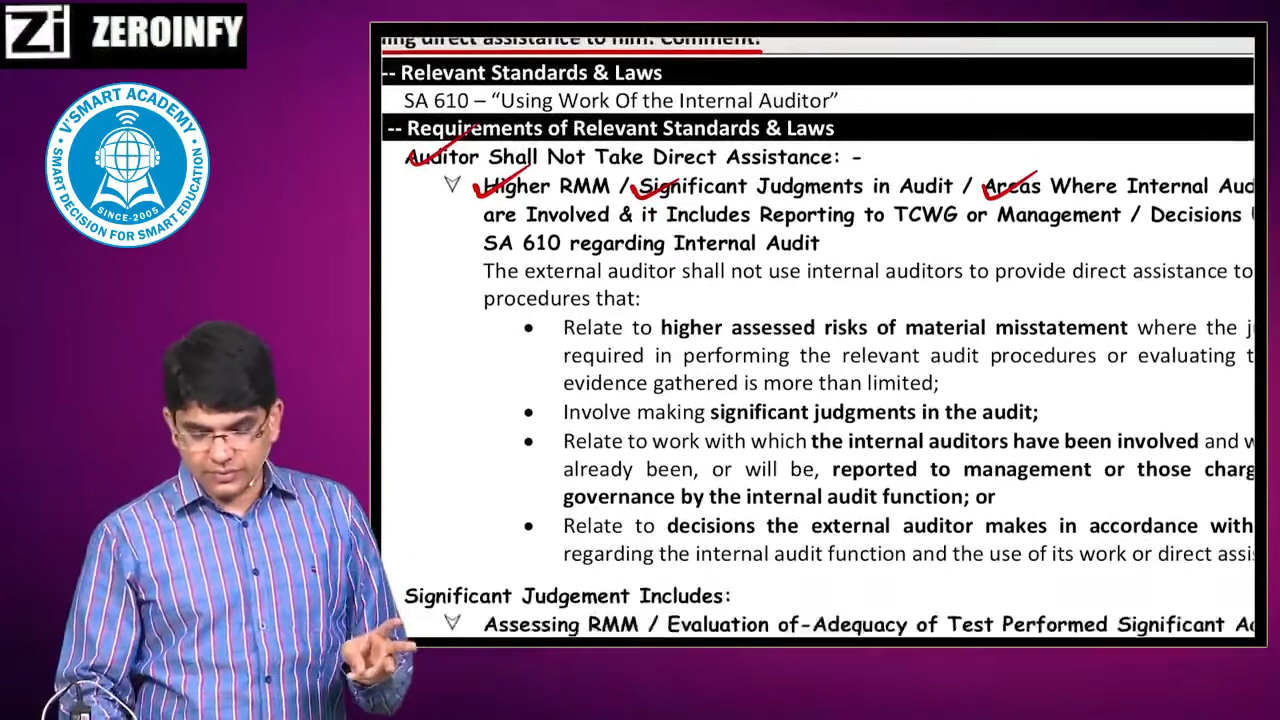 Zi ZEROINFY
V'SMART ACADEMY
SINCE-2005
SMART DECISION FOR SMART EDUCATION
ing direct assistance to him. Comment.
-- Relevant Standards & Laws
SA 610 – “Using Work Of the Internal Auditor”
-- Requirements of Relevant Standards & Laws
Auditor Shall Not Take Direct Assistance: -
Higher RMM / Significant Judgments in Audit / Areas Where Internal Aud
are Involved & it Includes Reporting to TCWG or Management / Decisions
SA 610 regarding Internal Audit
The external auditor shall not use internal auditors to provide direct assistance to
procedures that:
• Relate to higher assessed risks of material misstatement where the j
required in performing the relevant audit procedures or evaluating t
evidence gathered is more than limited;
• Involve making significant judgments in the audit;
• Relate to work with which the internal auditors have been involved and w
already been, or will be, reported to management or those charg
governance by the internal audit function; or
• Relate to decisions the external auditor makes in accordance with
regarding the internal audit function and the use of its work or direct assi
Significant Judgement Includes:
Assessing RMM / Evaluation of-Adequacy of Test Performed Significant Ac